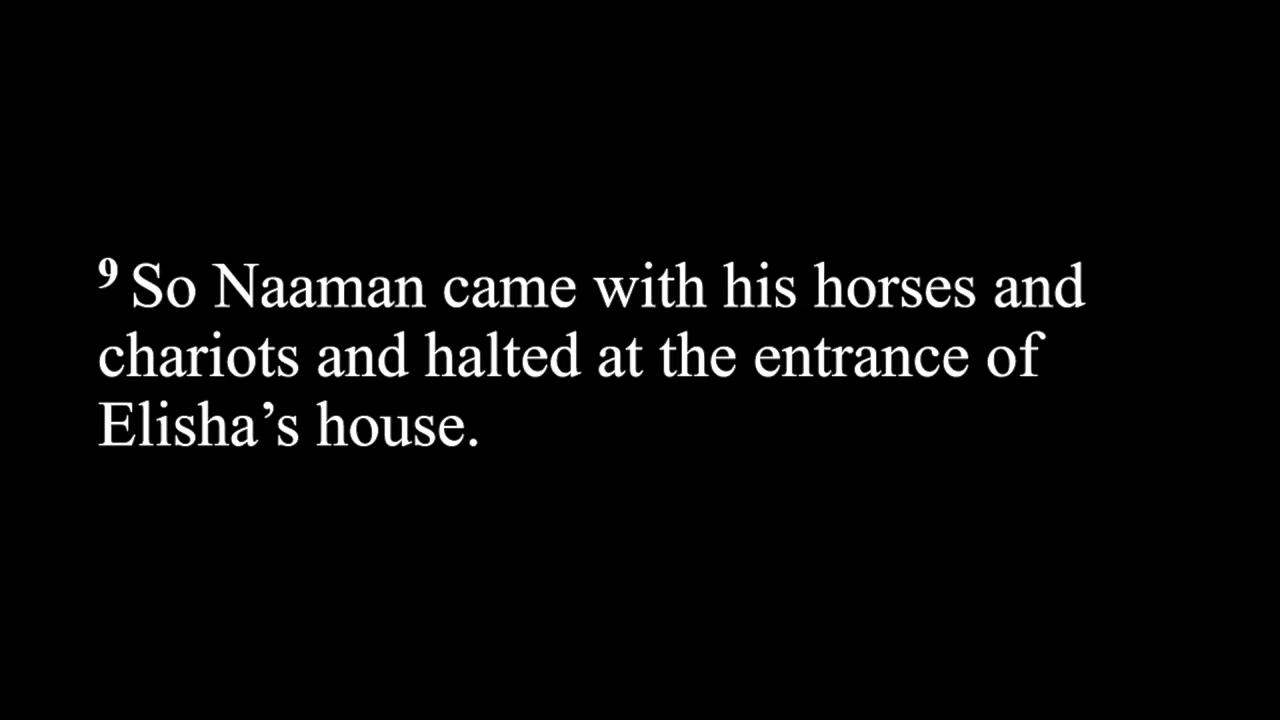 9 So Naaman came with his horses and
chariots and halted at the entrance of
Elisha’s house.